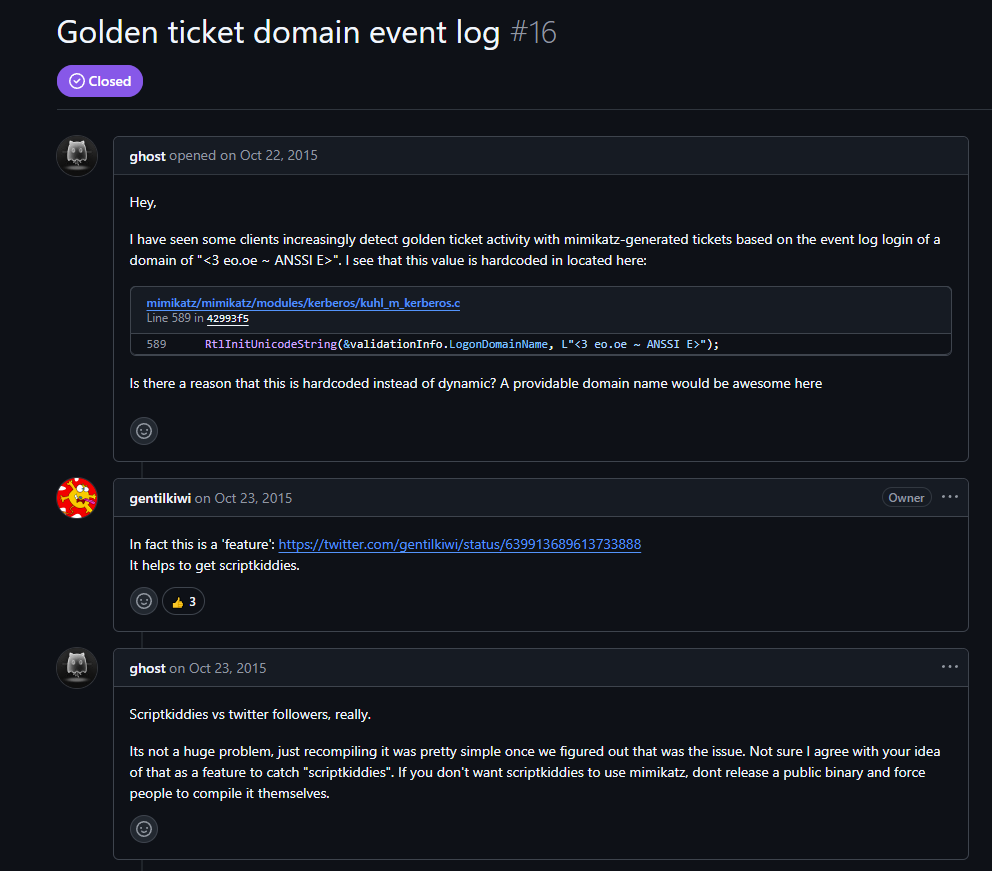 Golden ticket domain event log #16
Closed
ghost opened on Oct 22, 2015
Hey,
I have seen some clients increasingly detect golden ticket activity with mimikatz-generated tickets based on the event log login of a
domain of "<3 eo.oe ~ ANSSI E>". I see that this value is hardcoded in located here:
mimikatz/mimikatz/modules/kerberos/kuhl_m_kerberos.c
Line 589 in 42993f5
589 RtlInitUnicodeString(&validationInfo.LogonDomainName, L"<3 eo.oe ~ ANSSI E>");
Is there a reason that this is hardcoded instead of dynamic? A providable domain name would be awesome here
gentilkiwi on Oct 23, 2015 Owner ...
In fact this is a 'feature': https://twitter.com/gentilkiwi/status/639913689613733888
It helps to get scriptkiddies.
👍 3
ghost on Oct 23, 2015 ...
Scriptkiddies vs twitter followers, really.
Its not a huge problem, just recompiling it was pretty simple once we figured out that was the issue. Not sure I agree with your idea
of that as a feature to catch "scriptkiddies". If you don't want scriptkiddies to use mimikatz, dont release a public binary and force
people to compile it themselves.